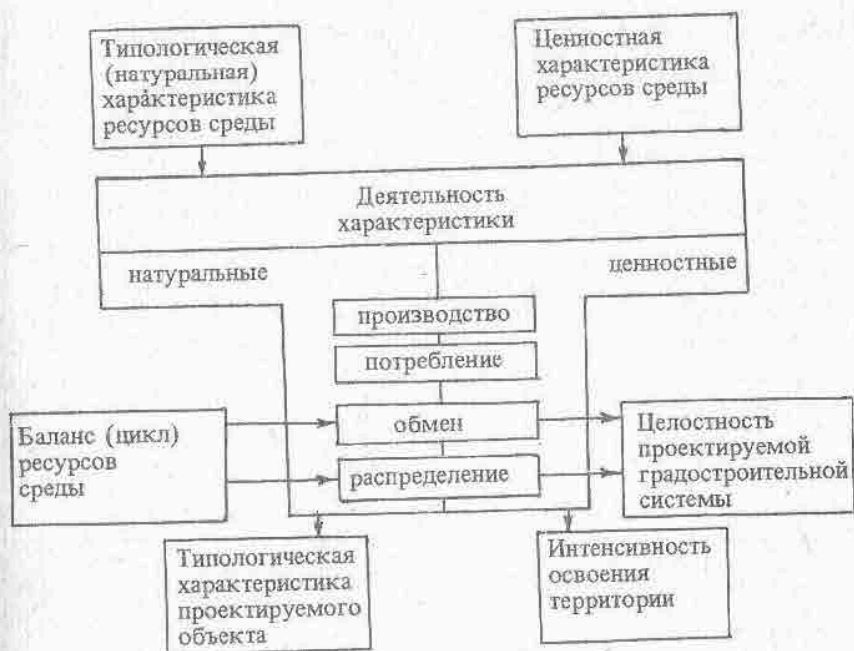 Типологическая
(натуральная)
характеристика
ресурсов среды
Ценностная
характеристика
ресурсов среды
Деятельность
характеристики
натуральные
ценностные
производство
потребление
Баланс (цикл)
ресурсов
среды
обмен
распределение
Целостность
проектируемой
градостроительной
системы
Типологическая
характеристика
проектируемого
объекта
Интенсивность
освоения
территории